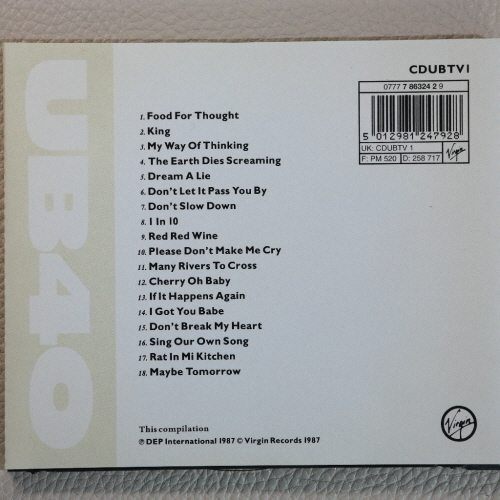 UB40
CDUBTV1
0777 7 86324 2 9
5 012981 247928
UK: CDUBTV 1
F: PM 520 D: 258 717
Virgin
1. Food For Thought
2. King
3. My Way Of Thinking
4. The Earth Dies Screaming
5. Dream A Lie
6. Don't Let It Pass You By
7. Don't Slow Down
8. 1 In 10
9. Red Red Wine
10. Please Don't Make Me Cry
11. Many Rivers To Cross
12. Cherry Oh Baby
13. If It Happens Again
14. I Got You Babe
15. Don't Break My Heart
16. Sing Our Own Song
17. Rat In Mi Kitchen
18. Maybe Tomorrow
This compilation
℗ DEP International 1987 © Virgin Records 1987
Virgin